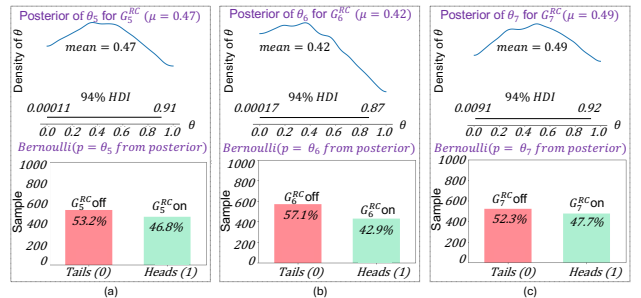 Posterior of θ₅ for G₅ᴿᶜ (μ = 0.47)
Density of θ
mean = 0.47
94% HDI
0.00011 0.91
0.0 0.2 0.4 0.6 0.8 1.0 θ
Bernoulli(p = θ₅ from posterior)
Sample
1000
800
600
400
200
0
G₅ᴿᶜ off
53.2%
G₅ᴿᶜ on
46.8%
Tails (0) Heads (1)
(a)
Posterior of θ₆ for G₆ᴿᶜ (μ = 0.42)
Density of θ
mean = 0.42
94% HDI
0.00017 0.87
0.0 0.2 0.4 0.6 0.8 1.0 θ
Bernoulli(p = θ₆ from posterior)
Sample
1000
800
600
400
200
0
G₆ᴿᶜ off
57.1%
G₆ᴿᶜ on
42.9%
Tails (0) Heads (1)
(b)
Posterior of θ₇ for G₇ᴿᶜ (μ = 0.49)
Density of θ
mean = 0.49
94% HDI
0.0091 0.92
0.0 0.2 0.4 0.6 0.8 1.0 θ
Bernoulli(p = θ₇ from posterior)
Sample
1000
800
600
400
200
0
G₇ᴿᶜ off
52.3%
G₇ᴿᶜ on
47.7%
Tails (0) Heads (1)
(c)